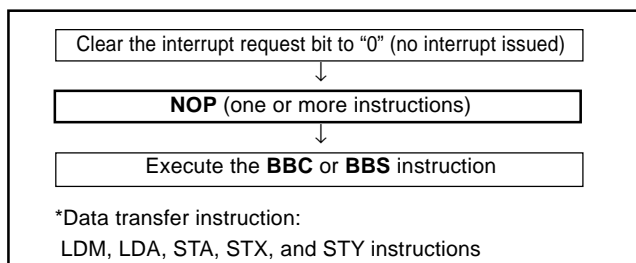 Clear the interrupt request bit to “0” (no interrupt issued)
↓
NOP (one or more instructions)
↓
Execute the BBC or BBS instruction
*Data transfer instruction:
LDM, LDA, STA, STX, and STY instructions